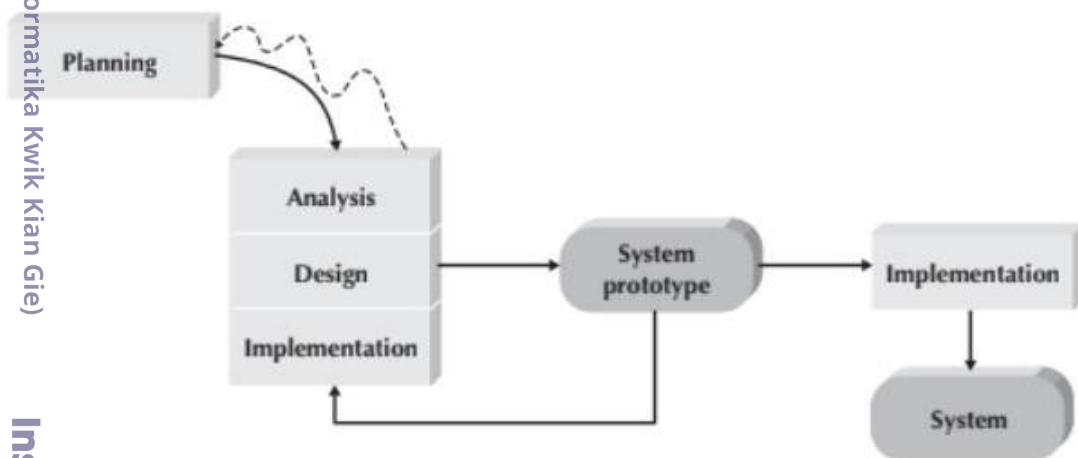 Planning
Analysis
Design
Implementation
System
prototype
Implementation
System
ormatika Kwik Kian Gie)
Ins